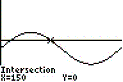 Intersection
X=150 Y=0